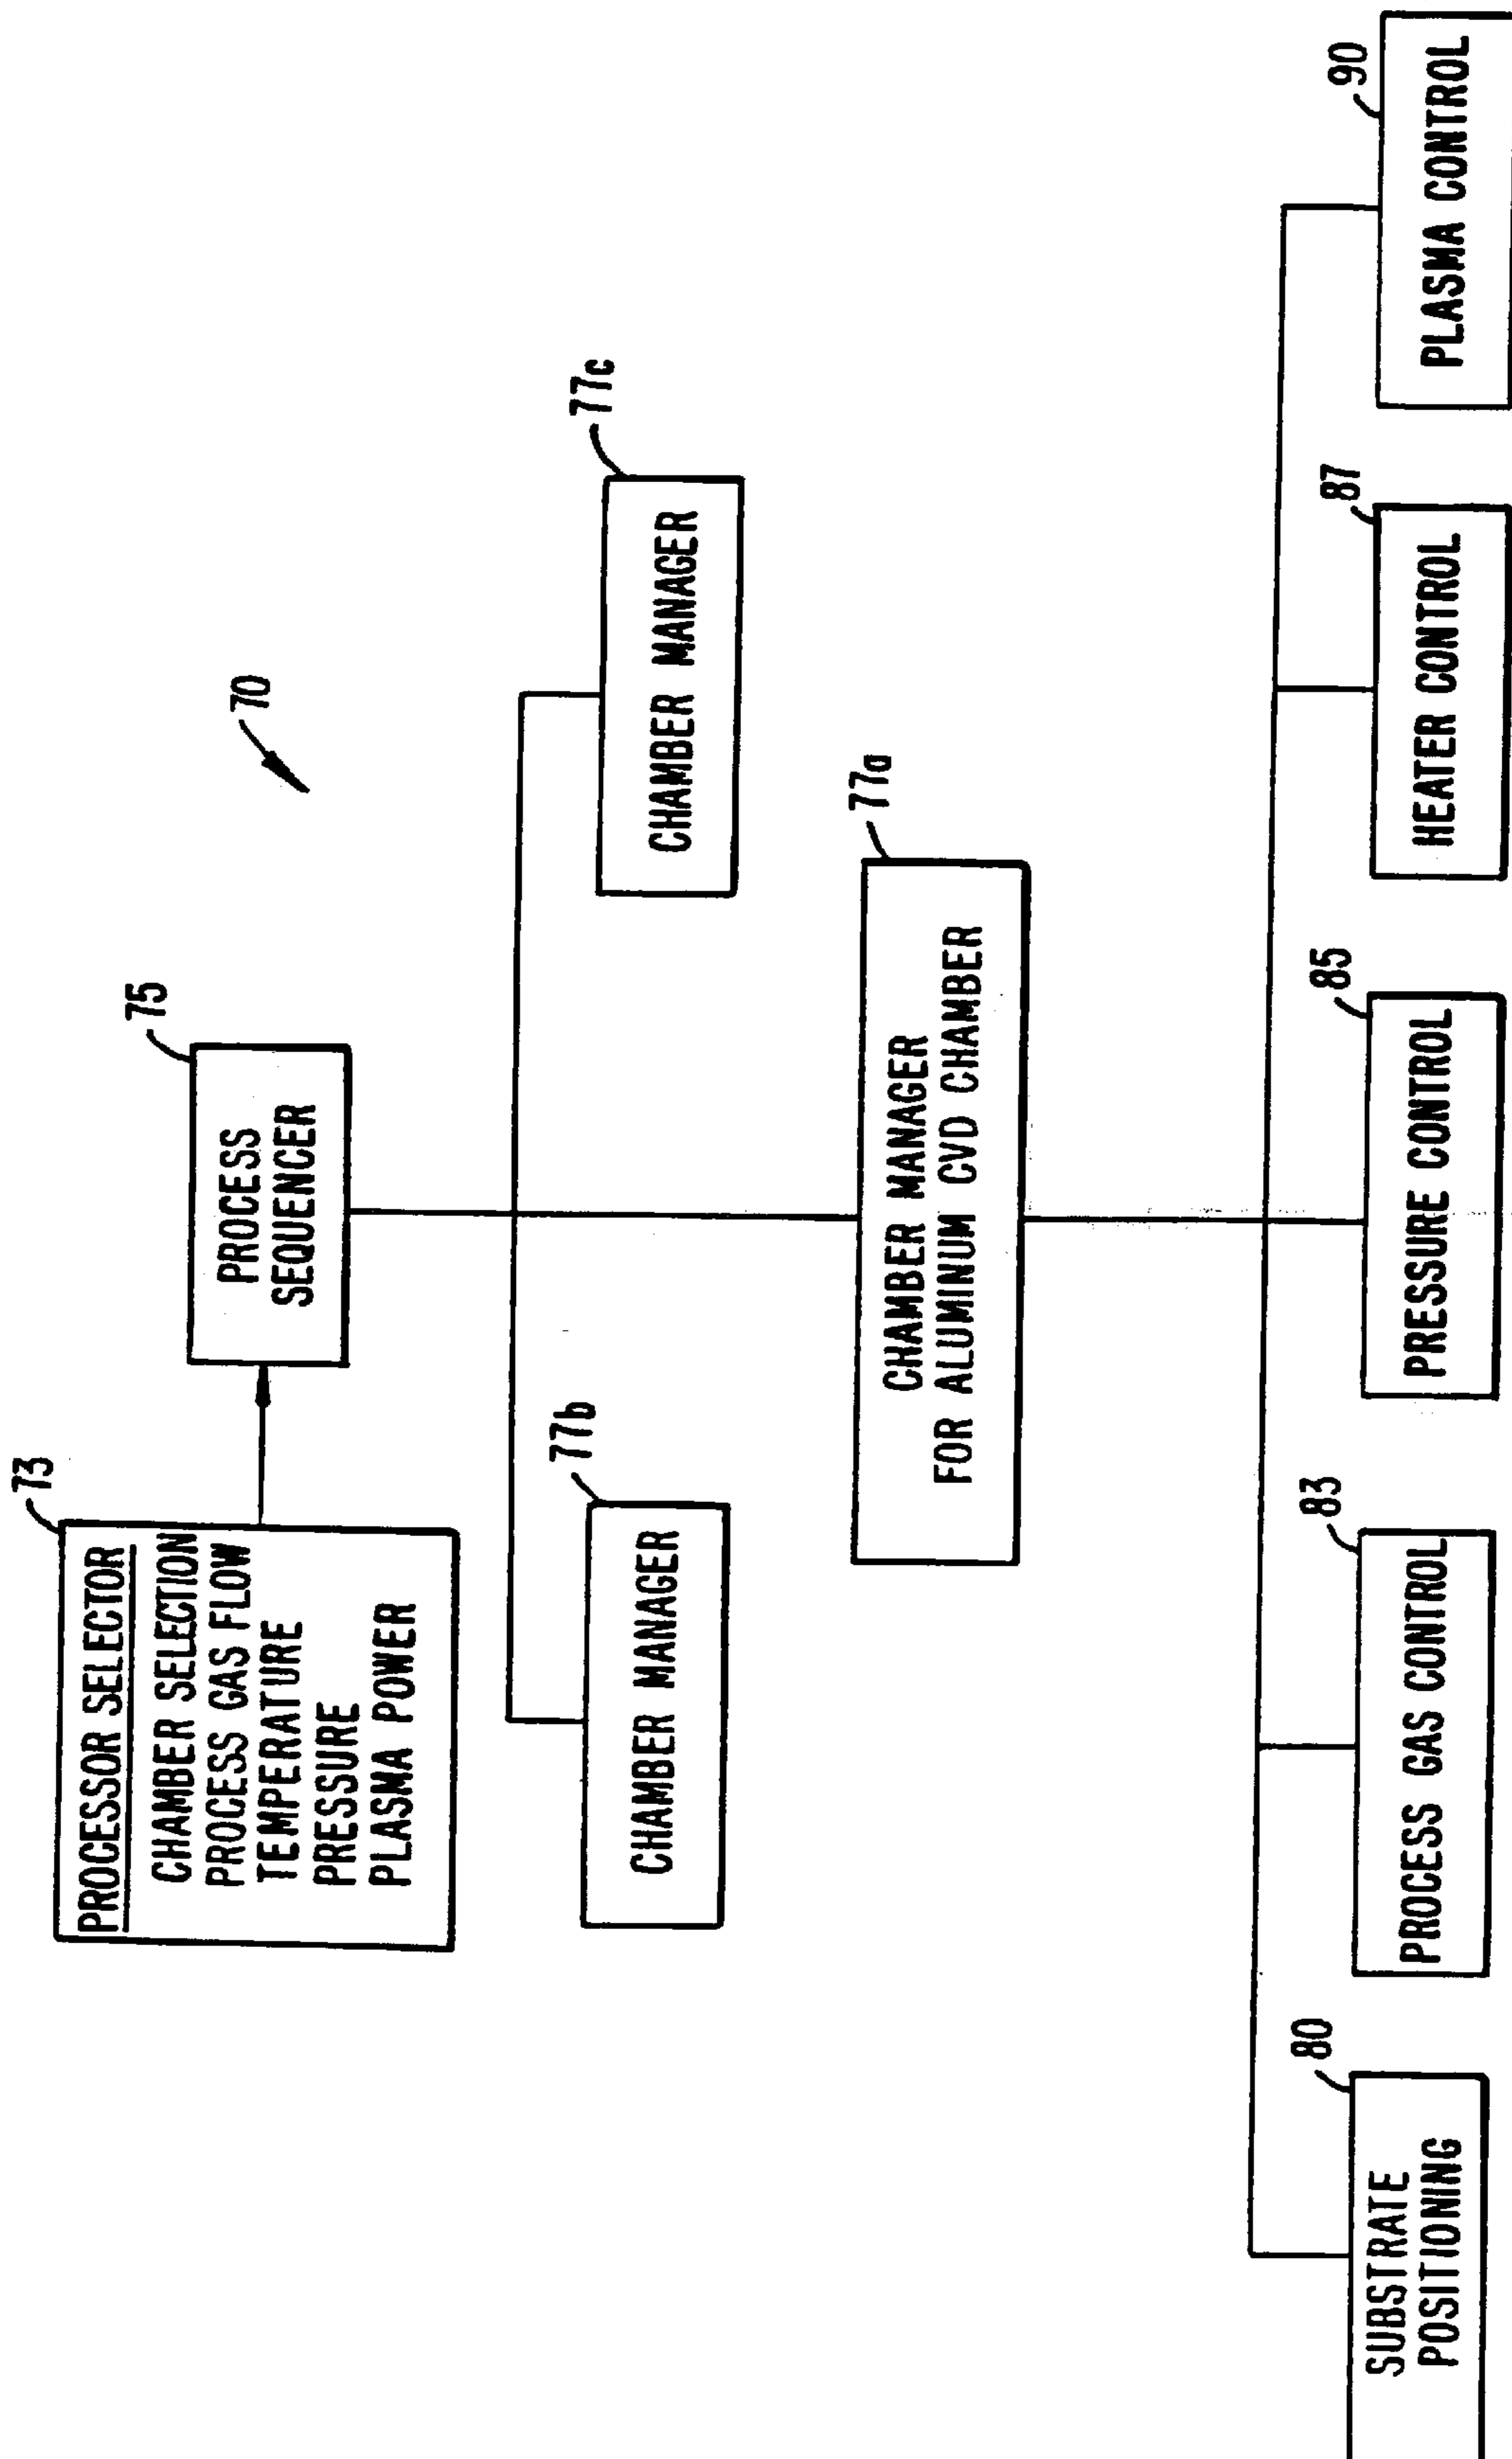 73
PROCESSOR SELECTOR
CHAMBER SELECTION
PROCESS GAS FLOW
TEMPERATURE
PRESSURE
PLASMA POWER
75
PROCESS
SEQUENCER
70
77b
CHAMBER MANAGER
77c
CHAMBER MANAGER
77a
CHAMBER MANAGER
FOR ALUMINUM CVD CHAMBER
80
SUBSTRATE
POSITIONING
83
PROCESS GAS CONTROL
85
PRESSURE CONTROL
87
HEATER CONTROL
90
PLASMA CONTROL